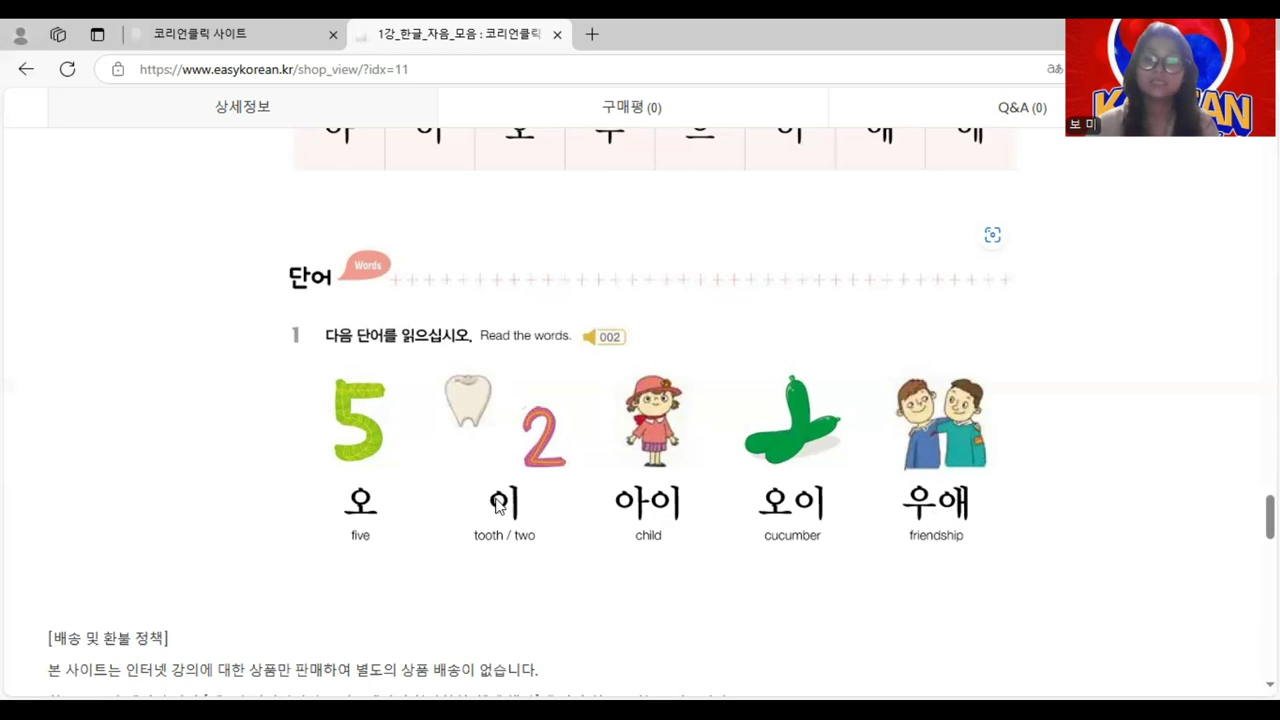 코리언클릭 사이트
1강_한글_자음_모음 : 코리언클릭
https://www.easykorean.kr/shop_view/?idx=11
상세정보 구매평 (0) Q&A (0)
보 미
단어 Words
1 다음 단어를 읽으십시오. Read the words. 002
5 2
오 이 아이 오이 우애
five tooth / two child cucumber friendship
[배송 및 환불 정책]
본 사이트는 인터넷 강의에 대한 상품만 판매하여 별도의 상품 배송이 없습니다.